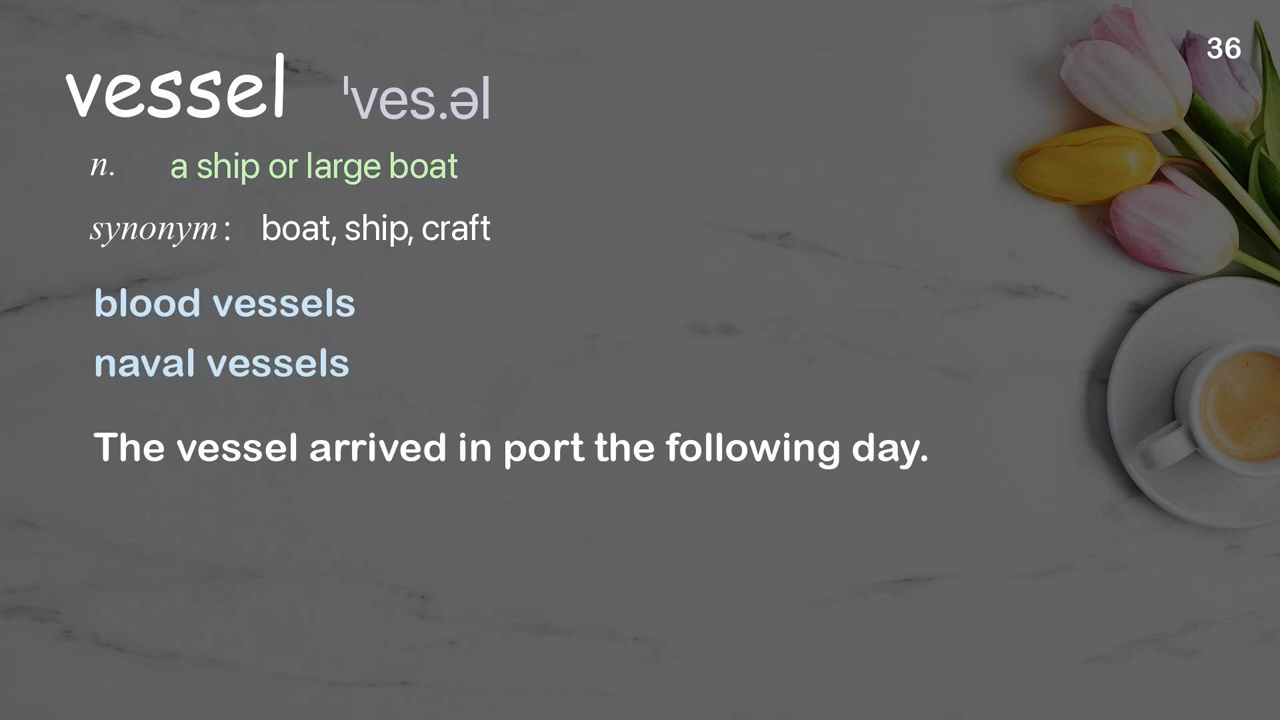 36
vessel ˈves.əl
n. a ship or large boat
synonym: boat, ship, craft
blood vessels
naval vessels
The vessel arrived in port the following day.